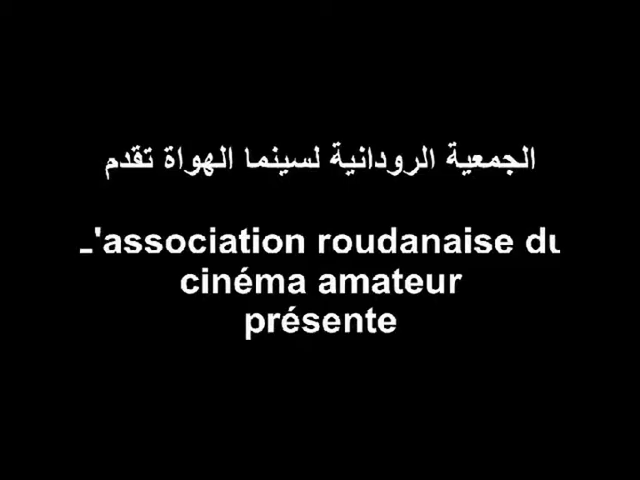 الجمعية الرودانية لسينما الهواة تقدم
L'association roudanaise du
cinéma amateur
présente